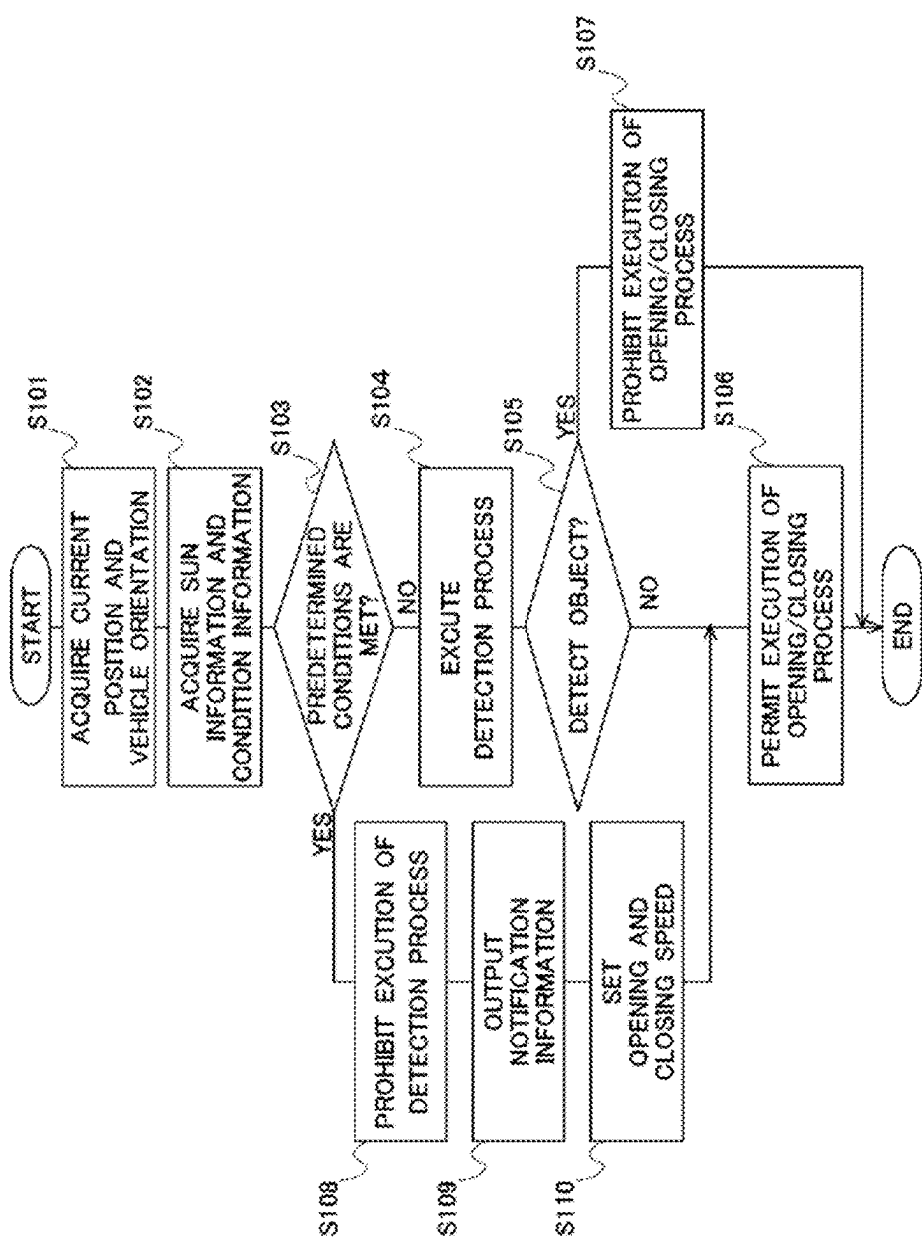 START
S101
ACQUIRE CURRENT
POSITION AND
VEHICLE ORIENTATION
S102
ACQUIRE SUN
INFORMATION AND
CONDITION INFORMATION
S103
PREDETERMINED
CONDITIONS ARE
MET?
YES
NO
S104
EXCUTE
DETECTION PROCESS
S105
DETECT OBJECT?
YES
NO
S107
PROHIBIT EXECUTION OF
OPENING/CLOSING
PROCESS
S106
PERMIT EXECUTION OF
OPENING/CLOSING
PROCESS
S108
PROHIBIT EXCUTION OF
DETECTION PROCESS
S109
OUTPUT
NOTIFICATION
INFORMATION
S110
SET
OPENING AND
CLOSING SPEED
END